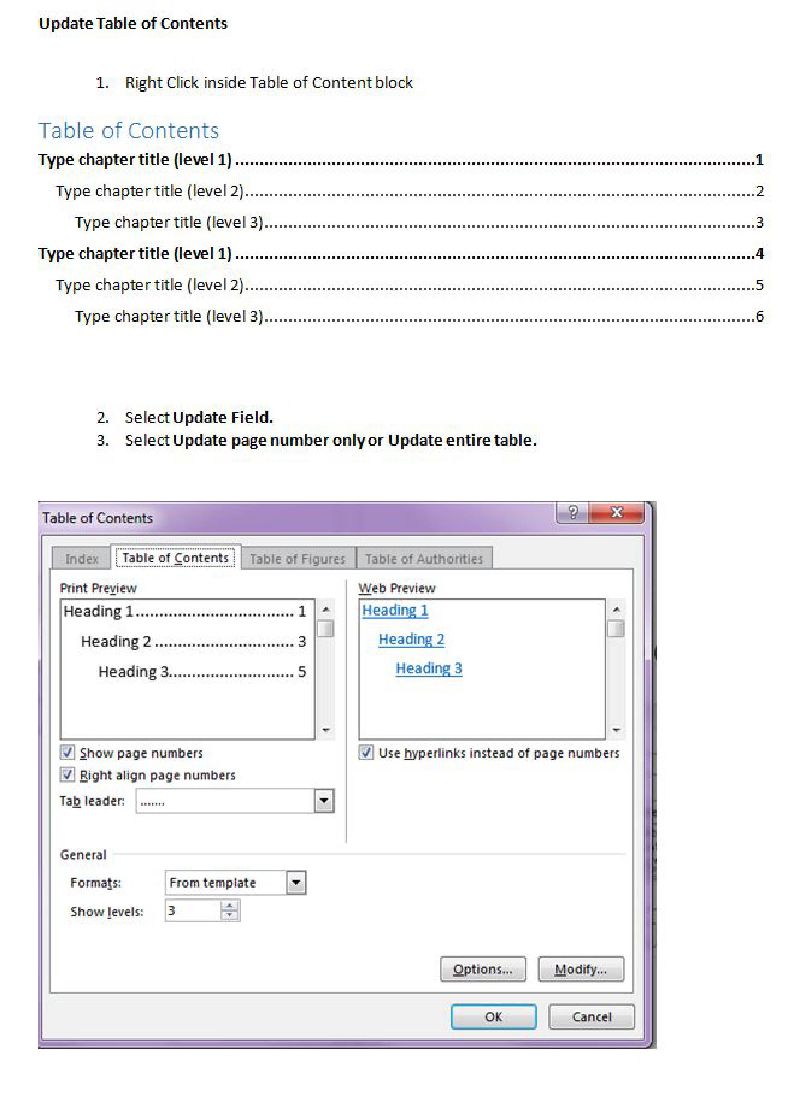 Update Table of Contents
1. Right Click inside Table of Content block
Table of Contents
Type chapter title (level 1)...........................................................................................................................1
Type chapter title (level 2).......................................................................................................................2
Type chapter title (level 3)..................................................................................................................3
Type chapter title (level 1)...........................................................................................................................4
Type chapter title (level 2).......................................................................................................................5
Type chapter title (level 3)..................................................................................................................6
2. Select Update Field.
3. Select Update page number only or Update entire table.
Table of Contents ? X
Index Table of Contents Table of Figures Table of Authorities
Print Preview Web Preview
Heading 1.................................... 1 Heading 1
Heading 2 ............................... 3 Heading 2
Heading 3............................ 5 Heading 3
Show page numbers Use hyperlinks instead of page numbers
Right align page numbers
Tab leader: .......
General
Formats: From template
Show levels: 3
Options... Modify...
OK Cancel